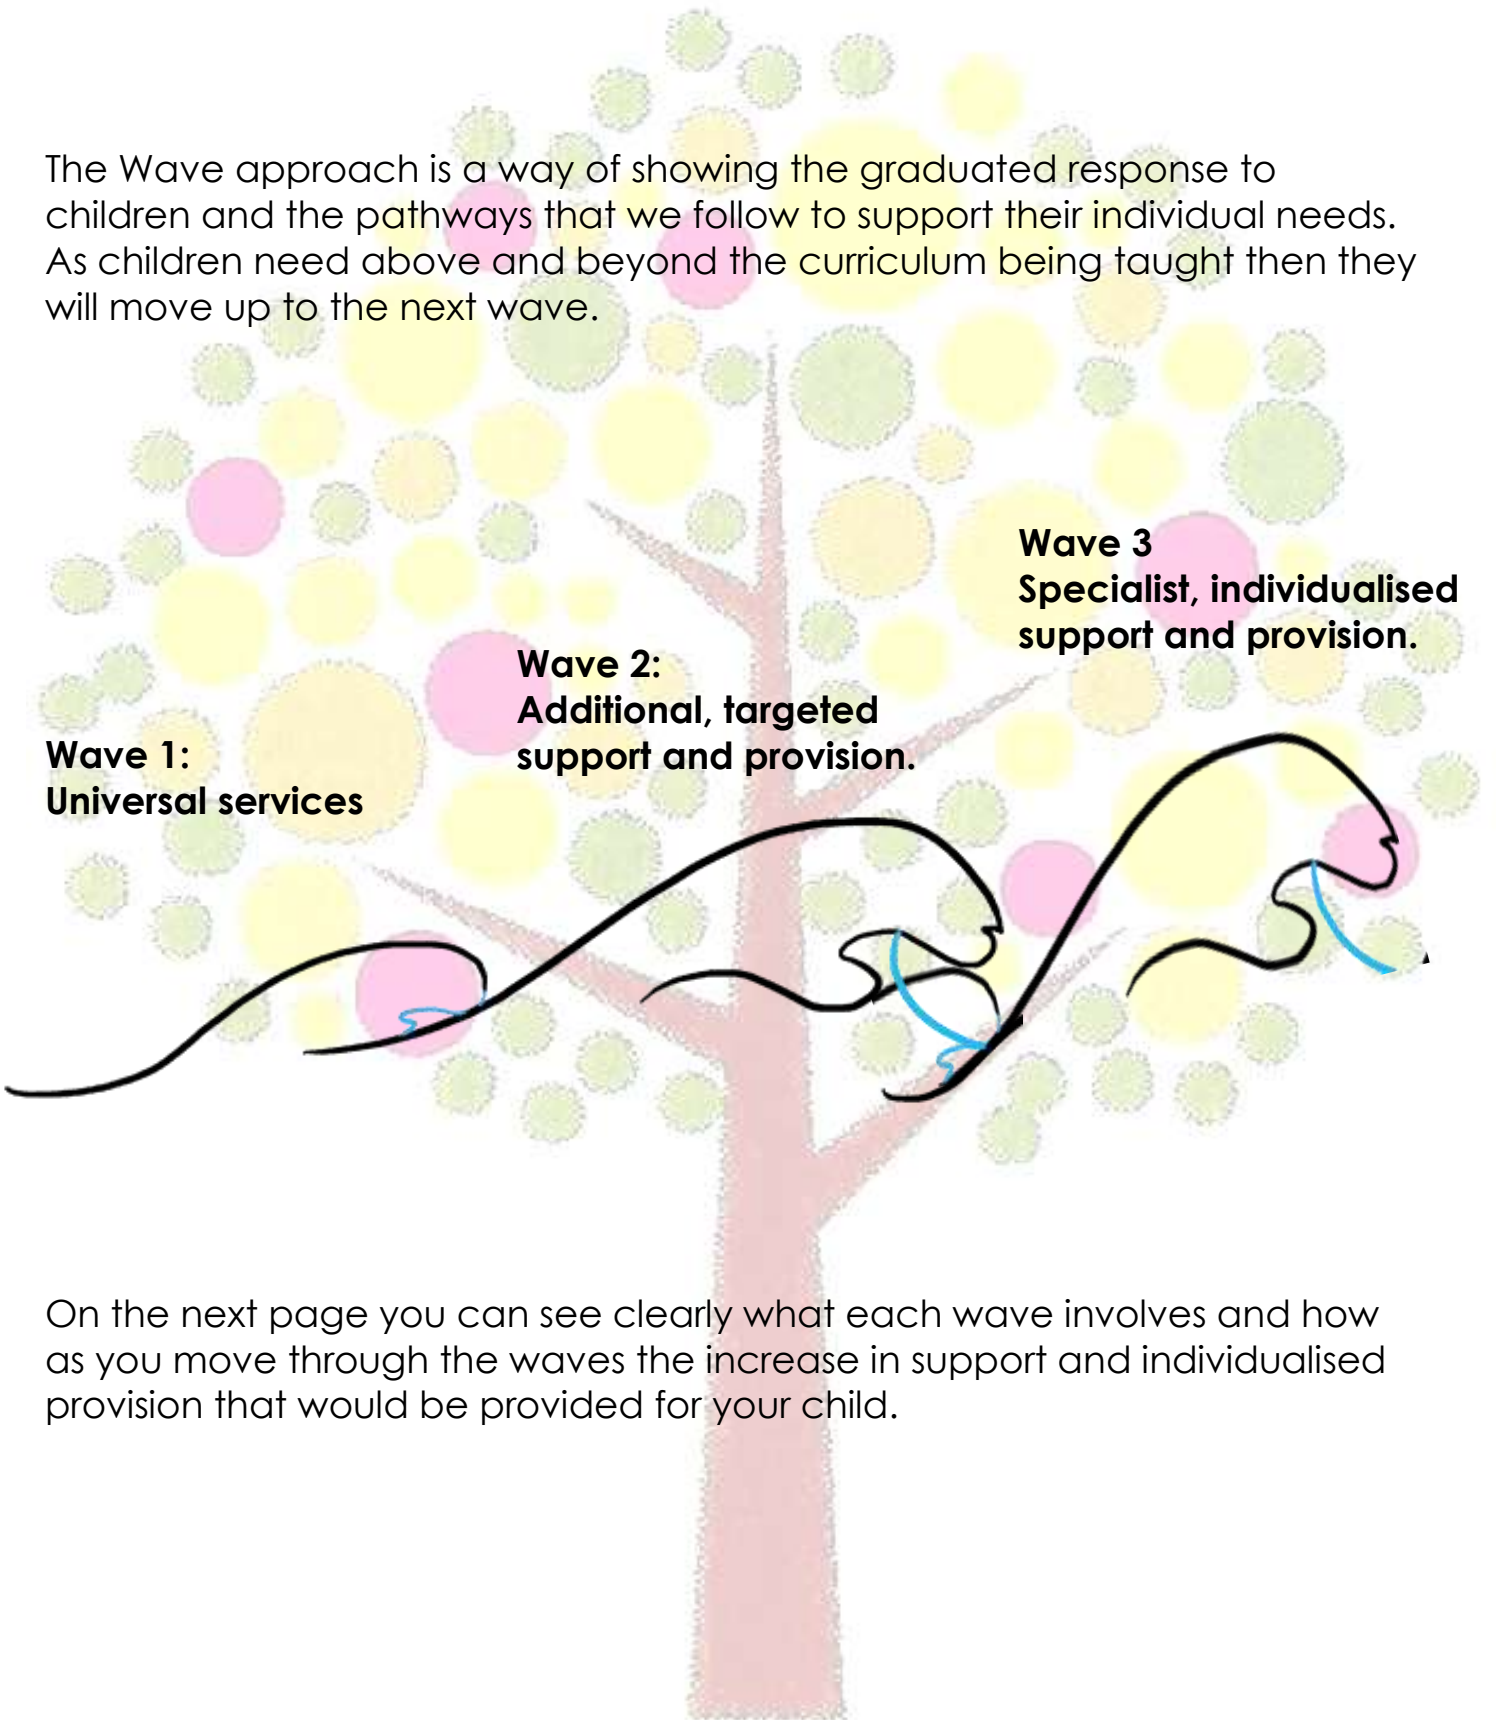 The Wave approach is a way of showing the graduated response to
children and the pathways that we follow to support their individual needs.
As children need above and beyond the curriculum being taught then they
will move up to the next wave.
Wave 1:
Universal services
Wave 2:
Additional, targeted
support and provision.
Wave 3
Specialist, individualised
support and provision.
On the next page you can see clearly what each wave involves and how
as you move through the waves the increase in support and individualised
provision that would be provided for your child.